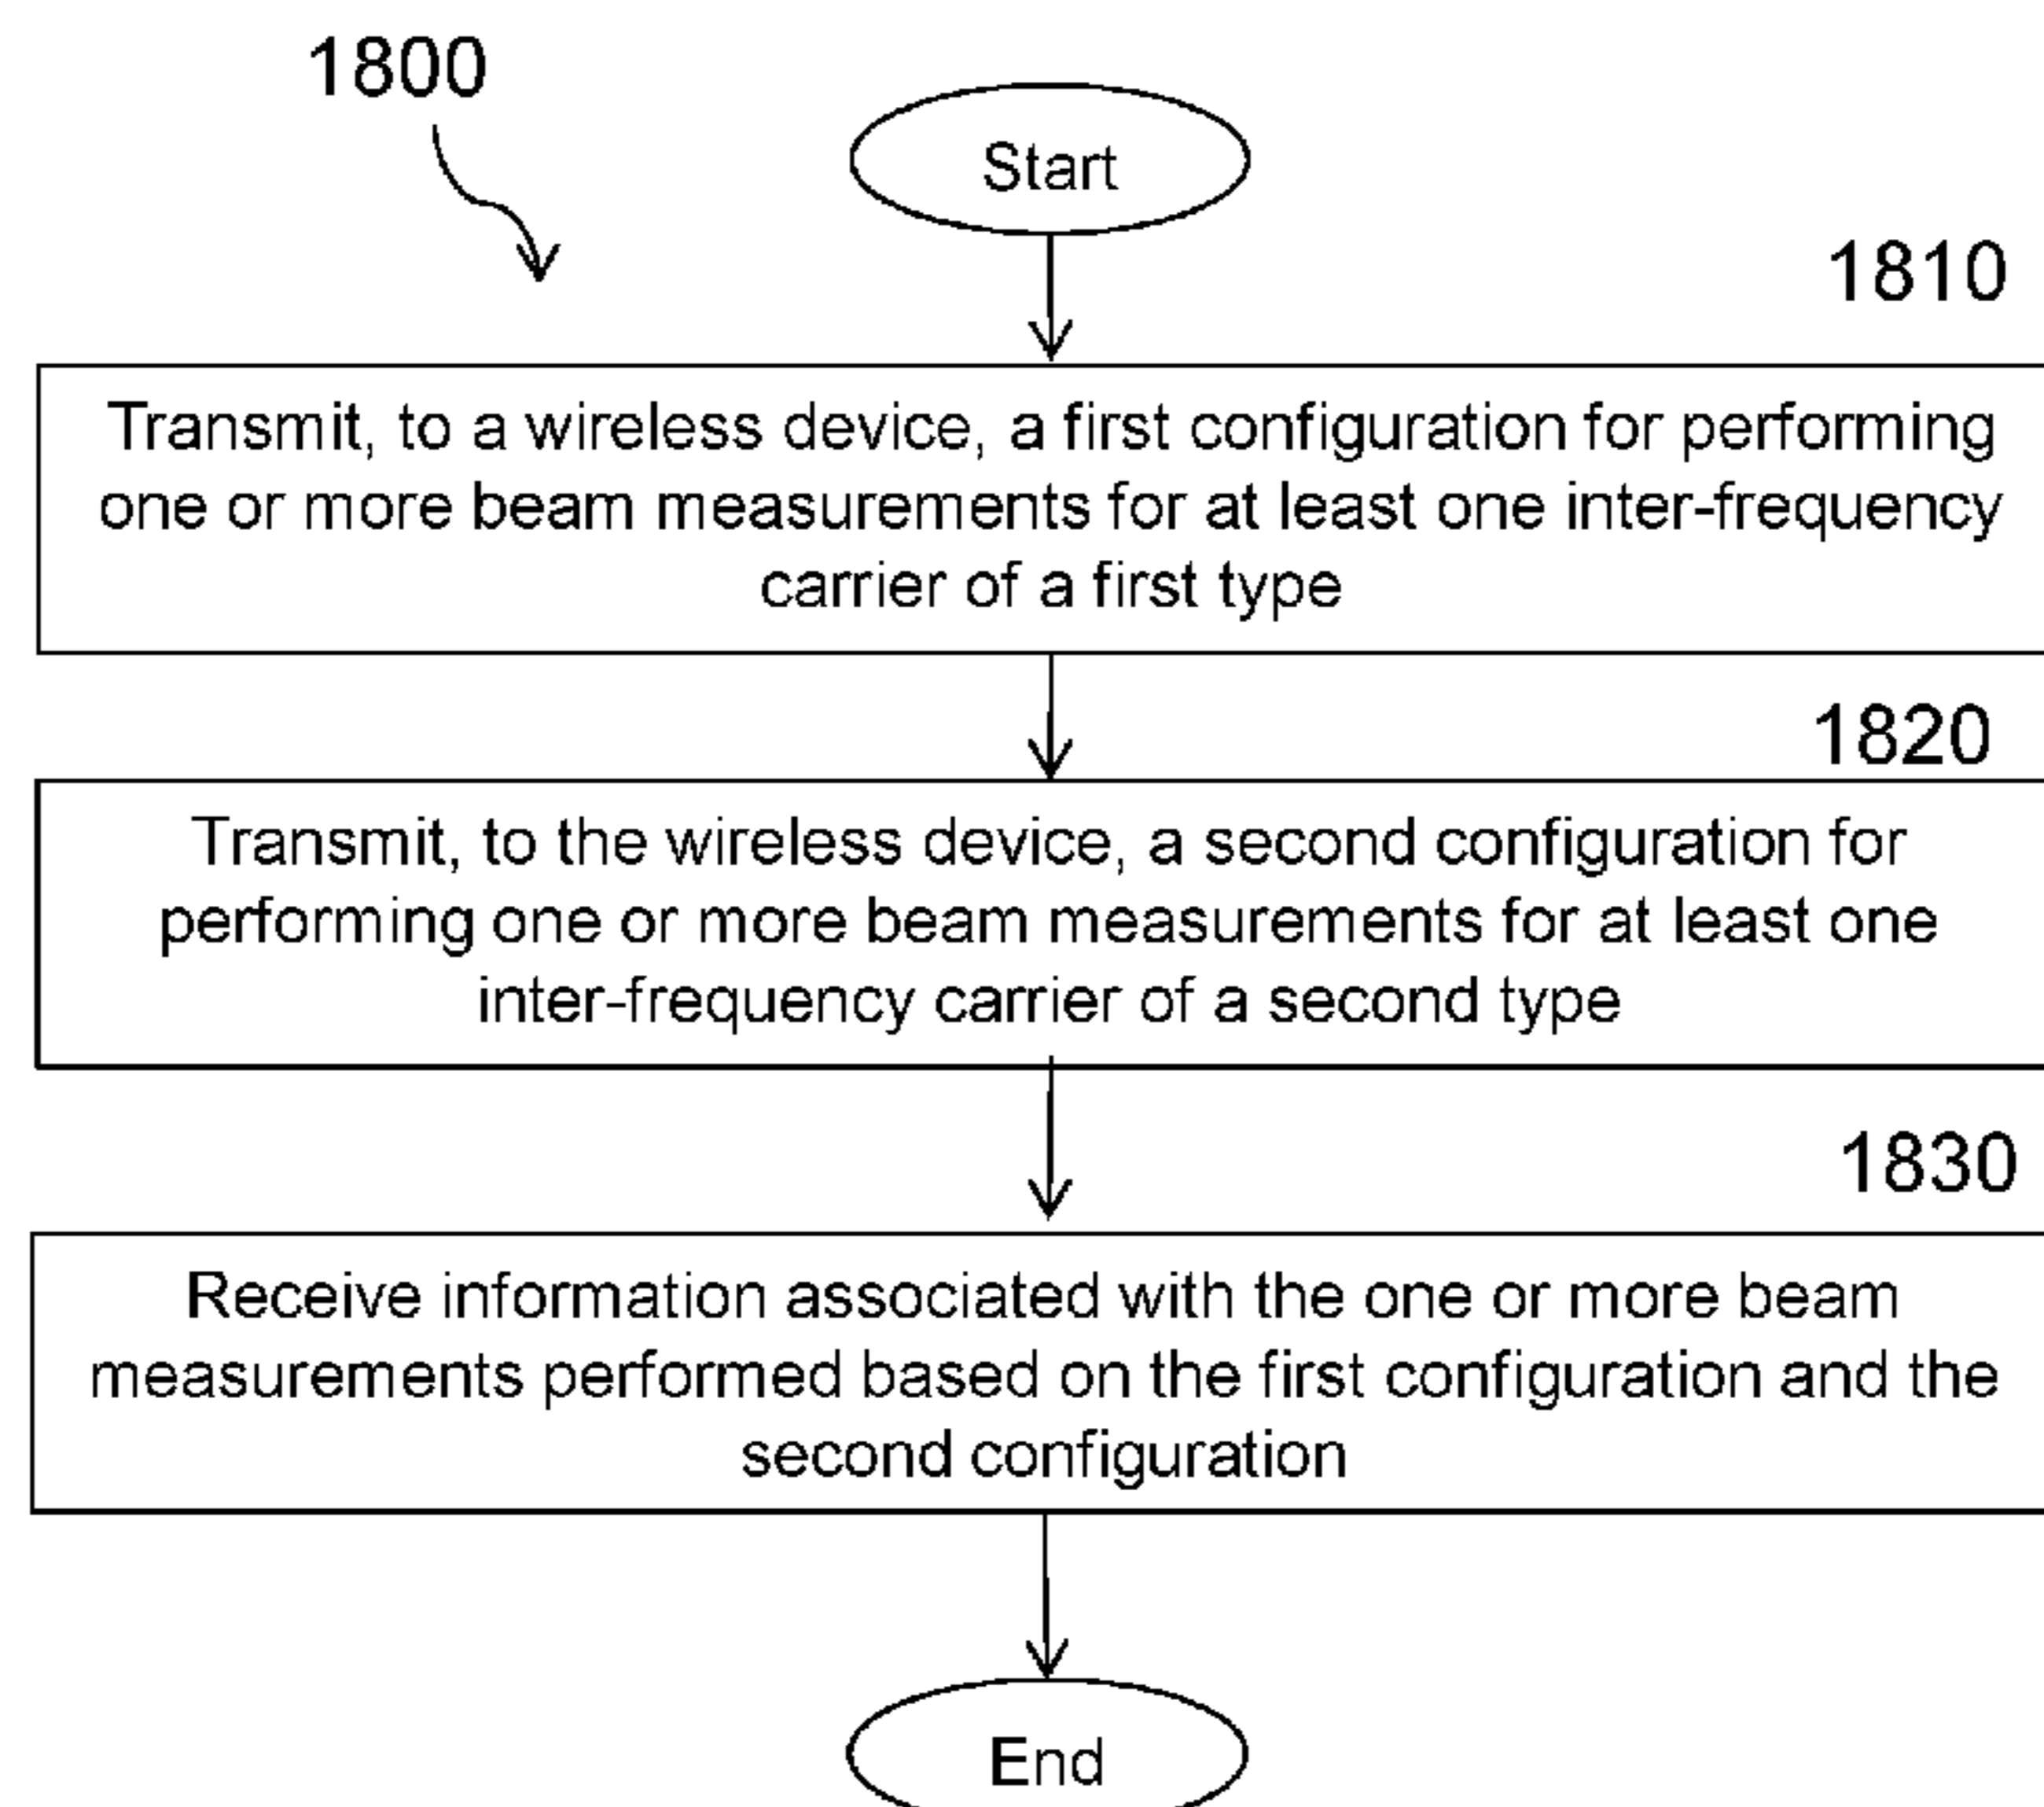 1800
Start
1810
Transmit, to a wireless device, a first configuration for performing
one or more beam measurements for at least one inter-frequency
carrier of a first type
1820
Transmit, to the wireless device, a second configuration for
performing one or more beam measurements for at least one
inter-frequency carrier of a second type
1830
Receive information associated with the one or more beam
measurements performed based on the first configuration and the
second configuration
End